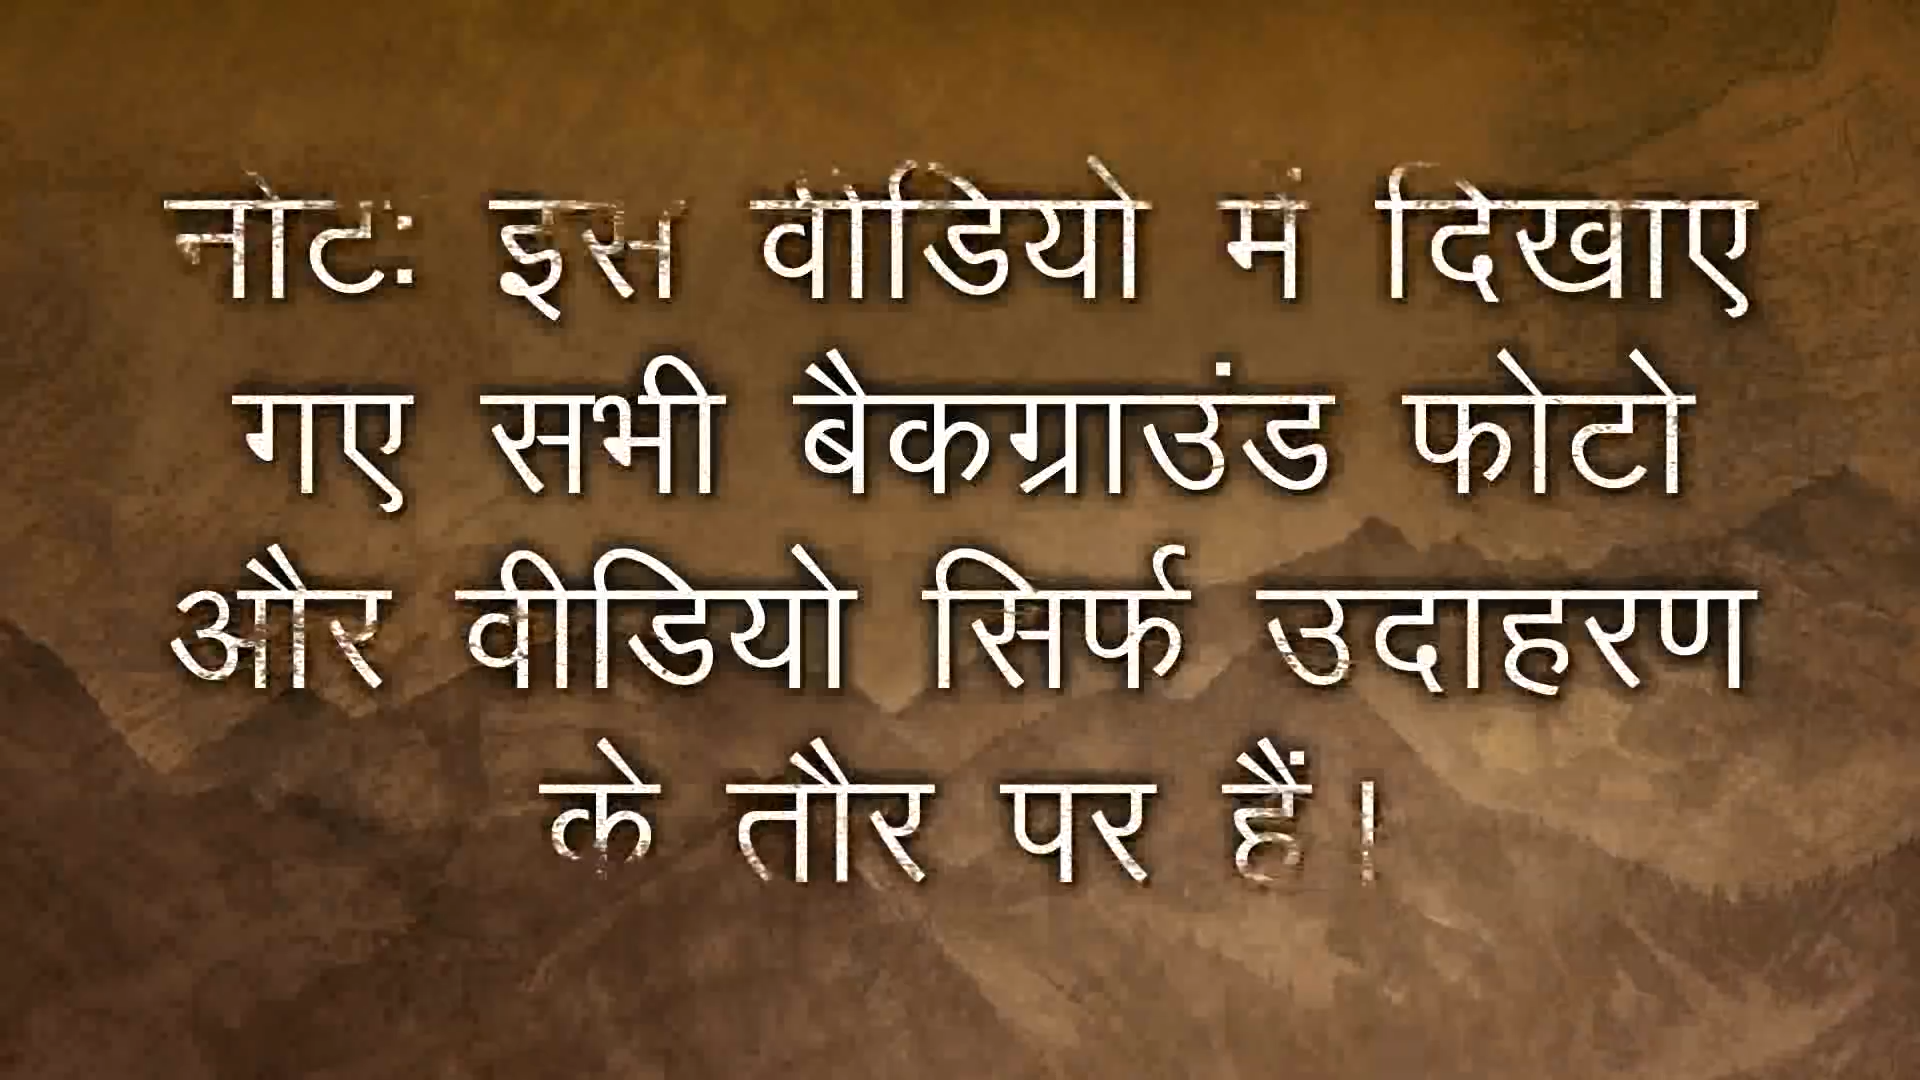 नोट: इस वीडियो में दिखाए
गए सभी बैकग्राउंड फोटो
और वीडियो सिर्फ उदाहरण
के तौर पर हैं।